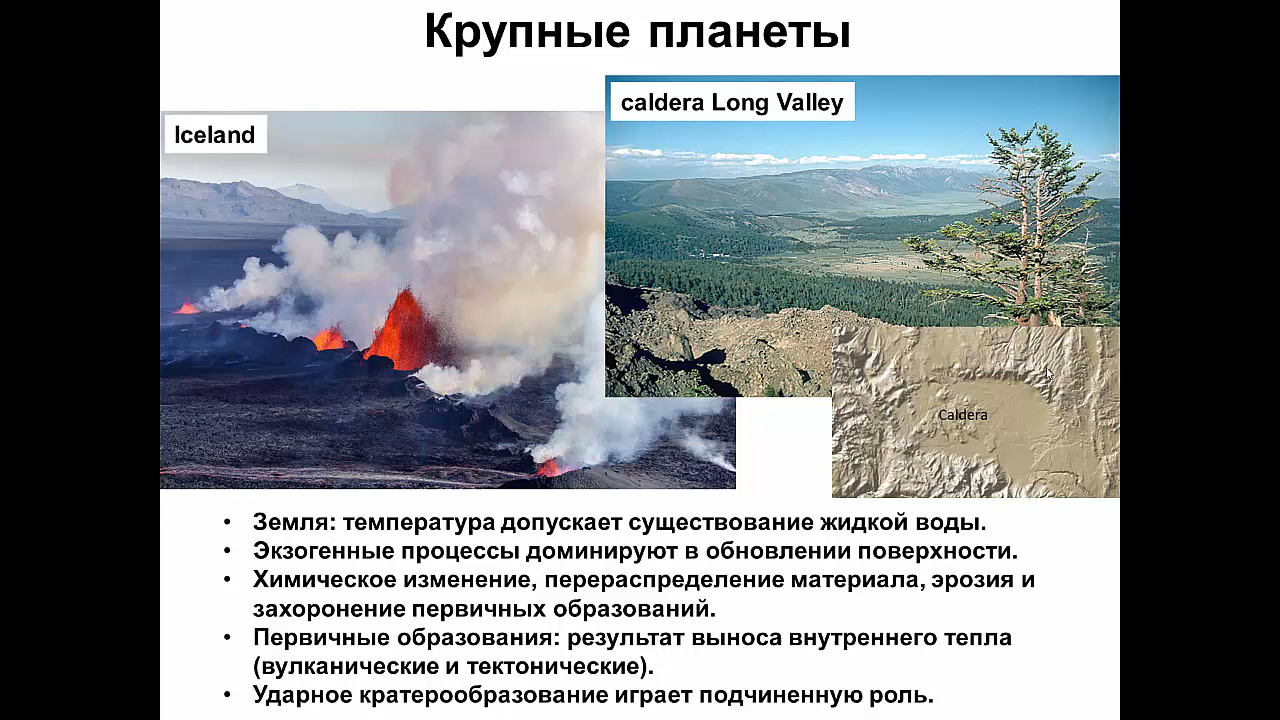 Крупные планеты
caldera Long Valley
Iceland
Caldera
• Земля: температура допускает существование жидкой воды.
• Экзогенные процессы доминируют в обновлении поверхности.
• Химическое изменение, перераспределение материала, эрозия и
захоронение первичных образований.
• Первичные образования: результат выноса внутреннего тепла
(вулканические и тектонические).
• Ударное кратерообразование играет подчиненную роль.